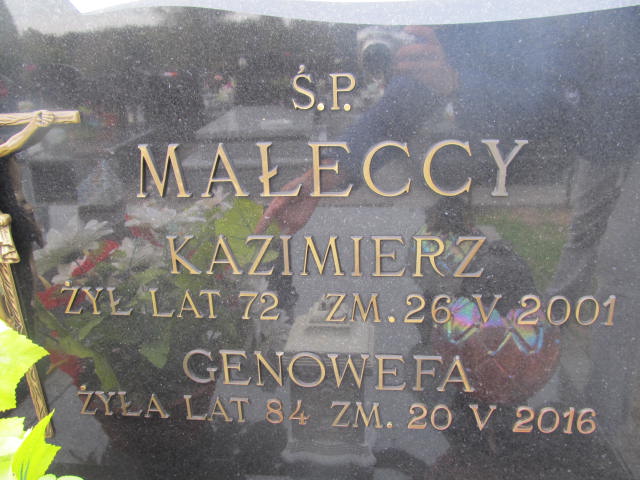 Ś.P.
MAŁECCY
KAZIMIERZ
ŻYŁ LAT 72 ZM. 26 V 2001
GENOWEFA
ŻYŁA LAT 84 ZM. 20 V 2016